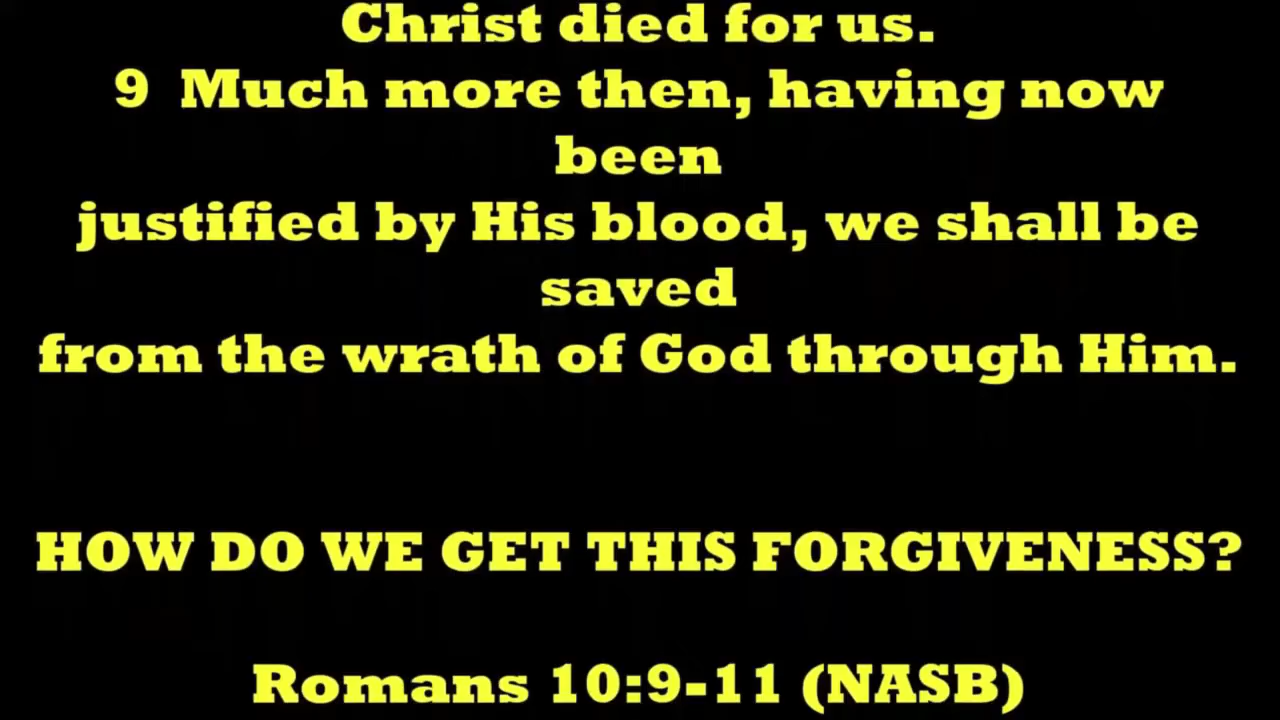 Christ died for us.
9 Much more then, having now
been
justified by His blood, we shall be
saved
from the wrath of God through Him.
HOW DO WE GET THIS FORGIVENESS?
Romans 10:9-11 (NASB)